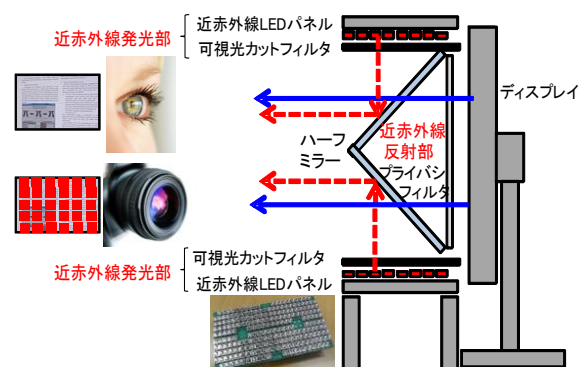 近赤外線発光部
近赤外線LEDパネル
可視光カットフィルタ
ディスプレイ
ハーフ
ミラー
近赤外線
反射部
プライバシ
フィルタ
近赤外線発光部
可視光カットフィルタ
近赤外線LEDパネル